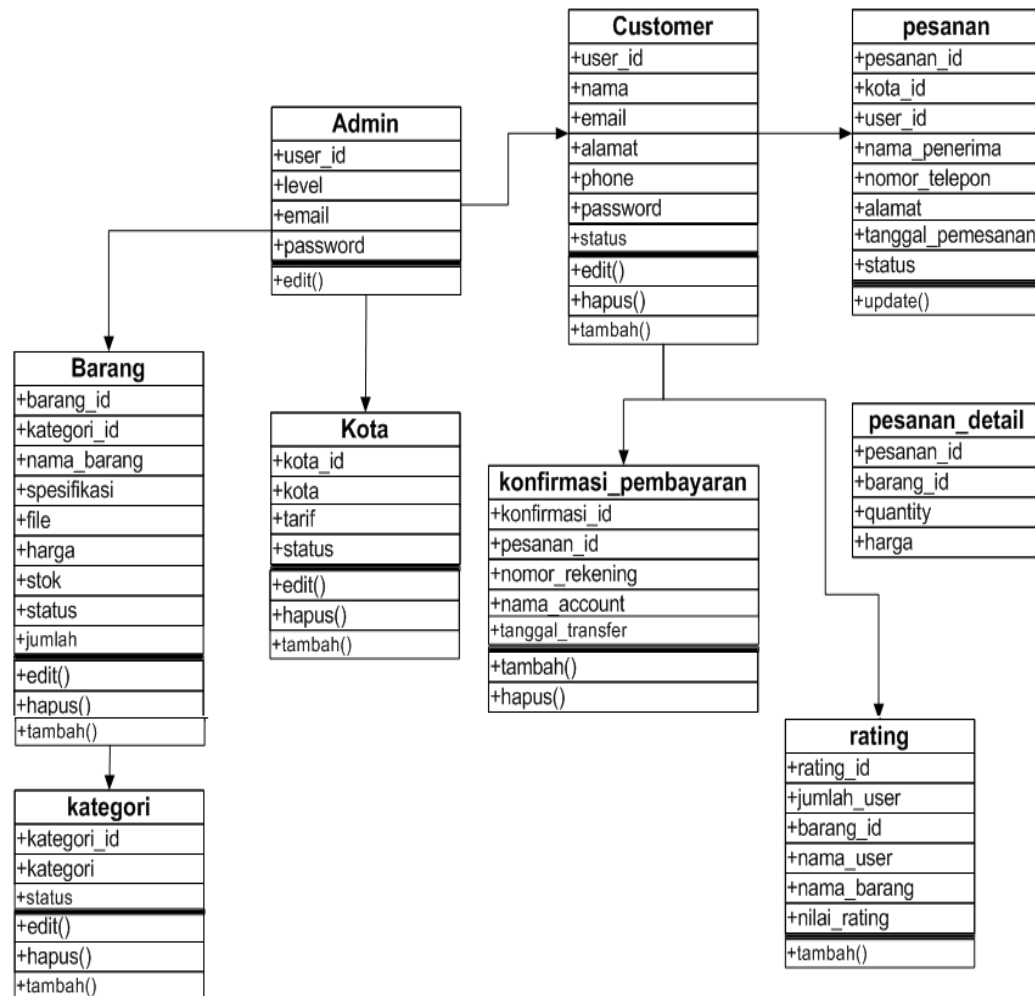 Customer
+user_id
+nama
+email
+alamat
+phone
+password
+status
+edit()
+hapus()
+tambah()
pesanan
+pesanan_id
+kota_id
+user_id
+nama_penerima
+nomor_telepon
+alamat
+tanggal_pemesanan
+status
+update()
Admin
+user_id
+level
+email
+password
+edit()
Barang
+barang_id
+kategori_id
+nama_barang
+spesifikasi
+file
+harga
+stok
+status
+jumlah
+edit()
+hapus()
+tambah()
Kota
+kota_id
+kota
+tarif
+status
+edit()
+hapus()
+tambah()
konfirmasi_pembayaran
+konfirmasi_id
+pesanan_id
+nomor_rekening
+nama_account
+tanggal_transfer
+tambah()
+hapus()
pesanan_detail
+pesanan_id
+barang_id
+quantity
+harga
kategori
+kategori_id
+kategori
+status
+edit()
+hapus()
+tambah()
rating
+rating_id
+jumlah_user
+barang_id
+nama_user
+nama_barang
+nilai_rating
+tambah()